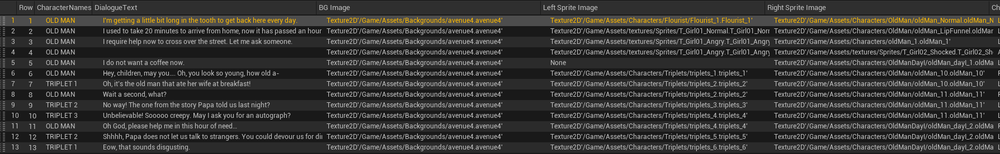 Row CharacterNames DialogueText BG Image Left Sprite Image Right Sprite Image Ch
1 1 OLD MAN I'm getting a little bit long in the tooth to get back here every day. Texture2D'/Game/Assets/Backgrounds/avenue4.avenue4' Texture2D'/Game/Assets/Characters/Flourist/Flourist_1.Flourist_1' Texture2D'/Game/Assets/Characters/OldMan/oldMan_Normal.oldMan_N
2 2 OLD MAN I used to take 20 minutes to arrive from home, now it has passed an hour Texture2D'/Game/Assets/Backgrounds/avenue4.avenue4' Texture2D'/Game/Assets/textures/Sprites/T_Girl01_Normal.T_Girl01_Norr Texture2D'/Game/Assets/Characters/OldMan/oldMan_LipFunnel.oldMar
3 3 OLD MAN I require help now to cross over the street. Let me ask someone. Texture2D'/Game/Assets/Backgrounds/avenue4.avenue4' Texture2D'/Game/Assets/textures/Sprites/T_Girl01_Angry.T_Girl01_Angry Texture2D'/Game/Assets/Characters/oldMan_1.oldMan_1'
4 4 OLD MAN Texture2D'/Game/Assets/Backgrounds/avenue4.avenue4' Texture2D'/Game/Assets/textures/Sprites/T_Girl01_Angry.T_Girl01_Angry Texture2D'/Game/Assets/textures/Sprites/T_Girl02_Shocked.T_Girl02_Sh
5 5 OLD MAN I do not want a coffee now. Texture2D'/Game/Assets/Backgrounds/avenue4.avenue4' None Texture2D'/Game/Assets/Characters/OldManDayI/oldMan_dayI_1.oldMa
6 6 OLD MAN Hey, children, may you.... Oh, you look so young, how old a- Texture2D'/Game/Assets/Backgrounds/avenue4.avenue4' Texture2D'/Game/Assets/Characters/Triplets/triplets_1.triplets_1' Texture2D'/Game/Assets/Characters/OldMan/oldMan_10.oldMan_10' L
7 7 TRIPLET 1 Oh, it's the old man that ate her wife at breakfast! Texture2D'/Game/Assets/Backgrounds/avenue4.avenue4' Texture2D'/Game/Assets/Characters/Triplets/triplets_2.triplets_2' Texture2D'/Game/Assets/Characters/OldMan/oldMan_10.oldMan_10' L
8 8 OLD MAN Wait a second, what? Texture2D'/Game/Assets/Backgrounds/avenue4.avenue4' Texture2D'/Game/Assets/Characters/Triplets/triplets_2.triplets_2' Texture2D'/Game/Assets/Characters/OldMan/oldMan_11.oldMan_11'
9 9 TRIPLET 2 No way! The one from the story Papa told us last night? Texture2D'/Game/Assets/Backgrounds/avenue4.avenue4' Texture2D'/Game/Assets/Characters/Triplets/triplets_3.triplets_3' Texture2D'/Game/Assets/Characters/OldMan/oldMan_11.oldMan_11' L
10 10 TRIPLET 3 Unbelievable! Sooooo creepy. May I ask you for an autograph? Texture2D'/Game/Assets/Backgrounds/avenue4.avenue4' Texture2D'/Game/Assets/Characters/Triplets/triplets_4.triplets_4' Texture2D'/Game/Assets/Characters/OldMan/oldMan_11.oldMan_11' L
11 11 OLD MAN Oh God, please help me in this hour of need... Texture2D'/Game/Assets/Backgrounds/avenue4.avenue4' Texture2D'/Game/Assets/Characters/Triplets/triplets_4.triplets_4' Texture2D'/Game/Assets/Characters/OldManDayI/oldMan_dayI_2.oldMa
12 12 TRIPLET 2 Shhhh, Papa does not let us talk to strangers. You could devour us for di Texture2D'/Game/Assets/Backgrounds/avenue4.avenue4' Texture2D'/Game/Assets/Characters/Triplets/triplets_5.triplets_5' Texture2D'/Game/Assets/Characters/OldManDayI/oldMan_dayI_2.oldMa
13 13 TRIPLET 1 Eow, that sounds disgusting. Texture2D'/Game/Assets/Backgrounds/avenue4.avenue4' Texture2D'/Game/Assets/Characters/Triplets/triplets_6.triplets_6' Texture2D'/Game/Assets/Characters/OldManDayI/oldMan_dayI_2.oldMa